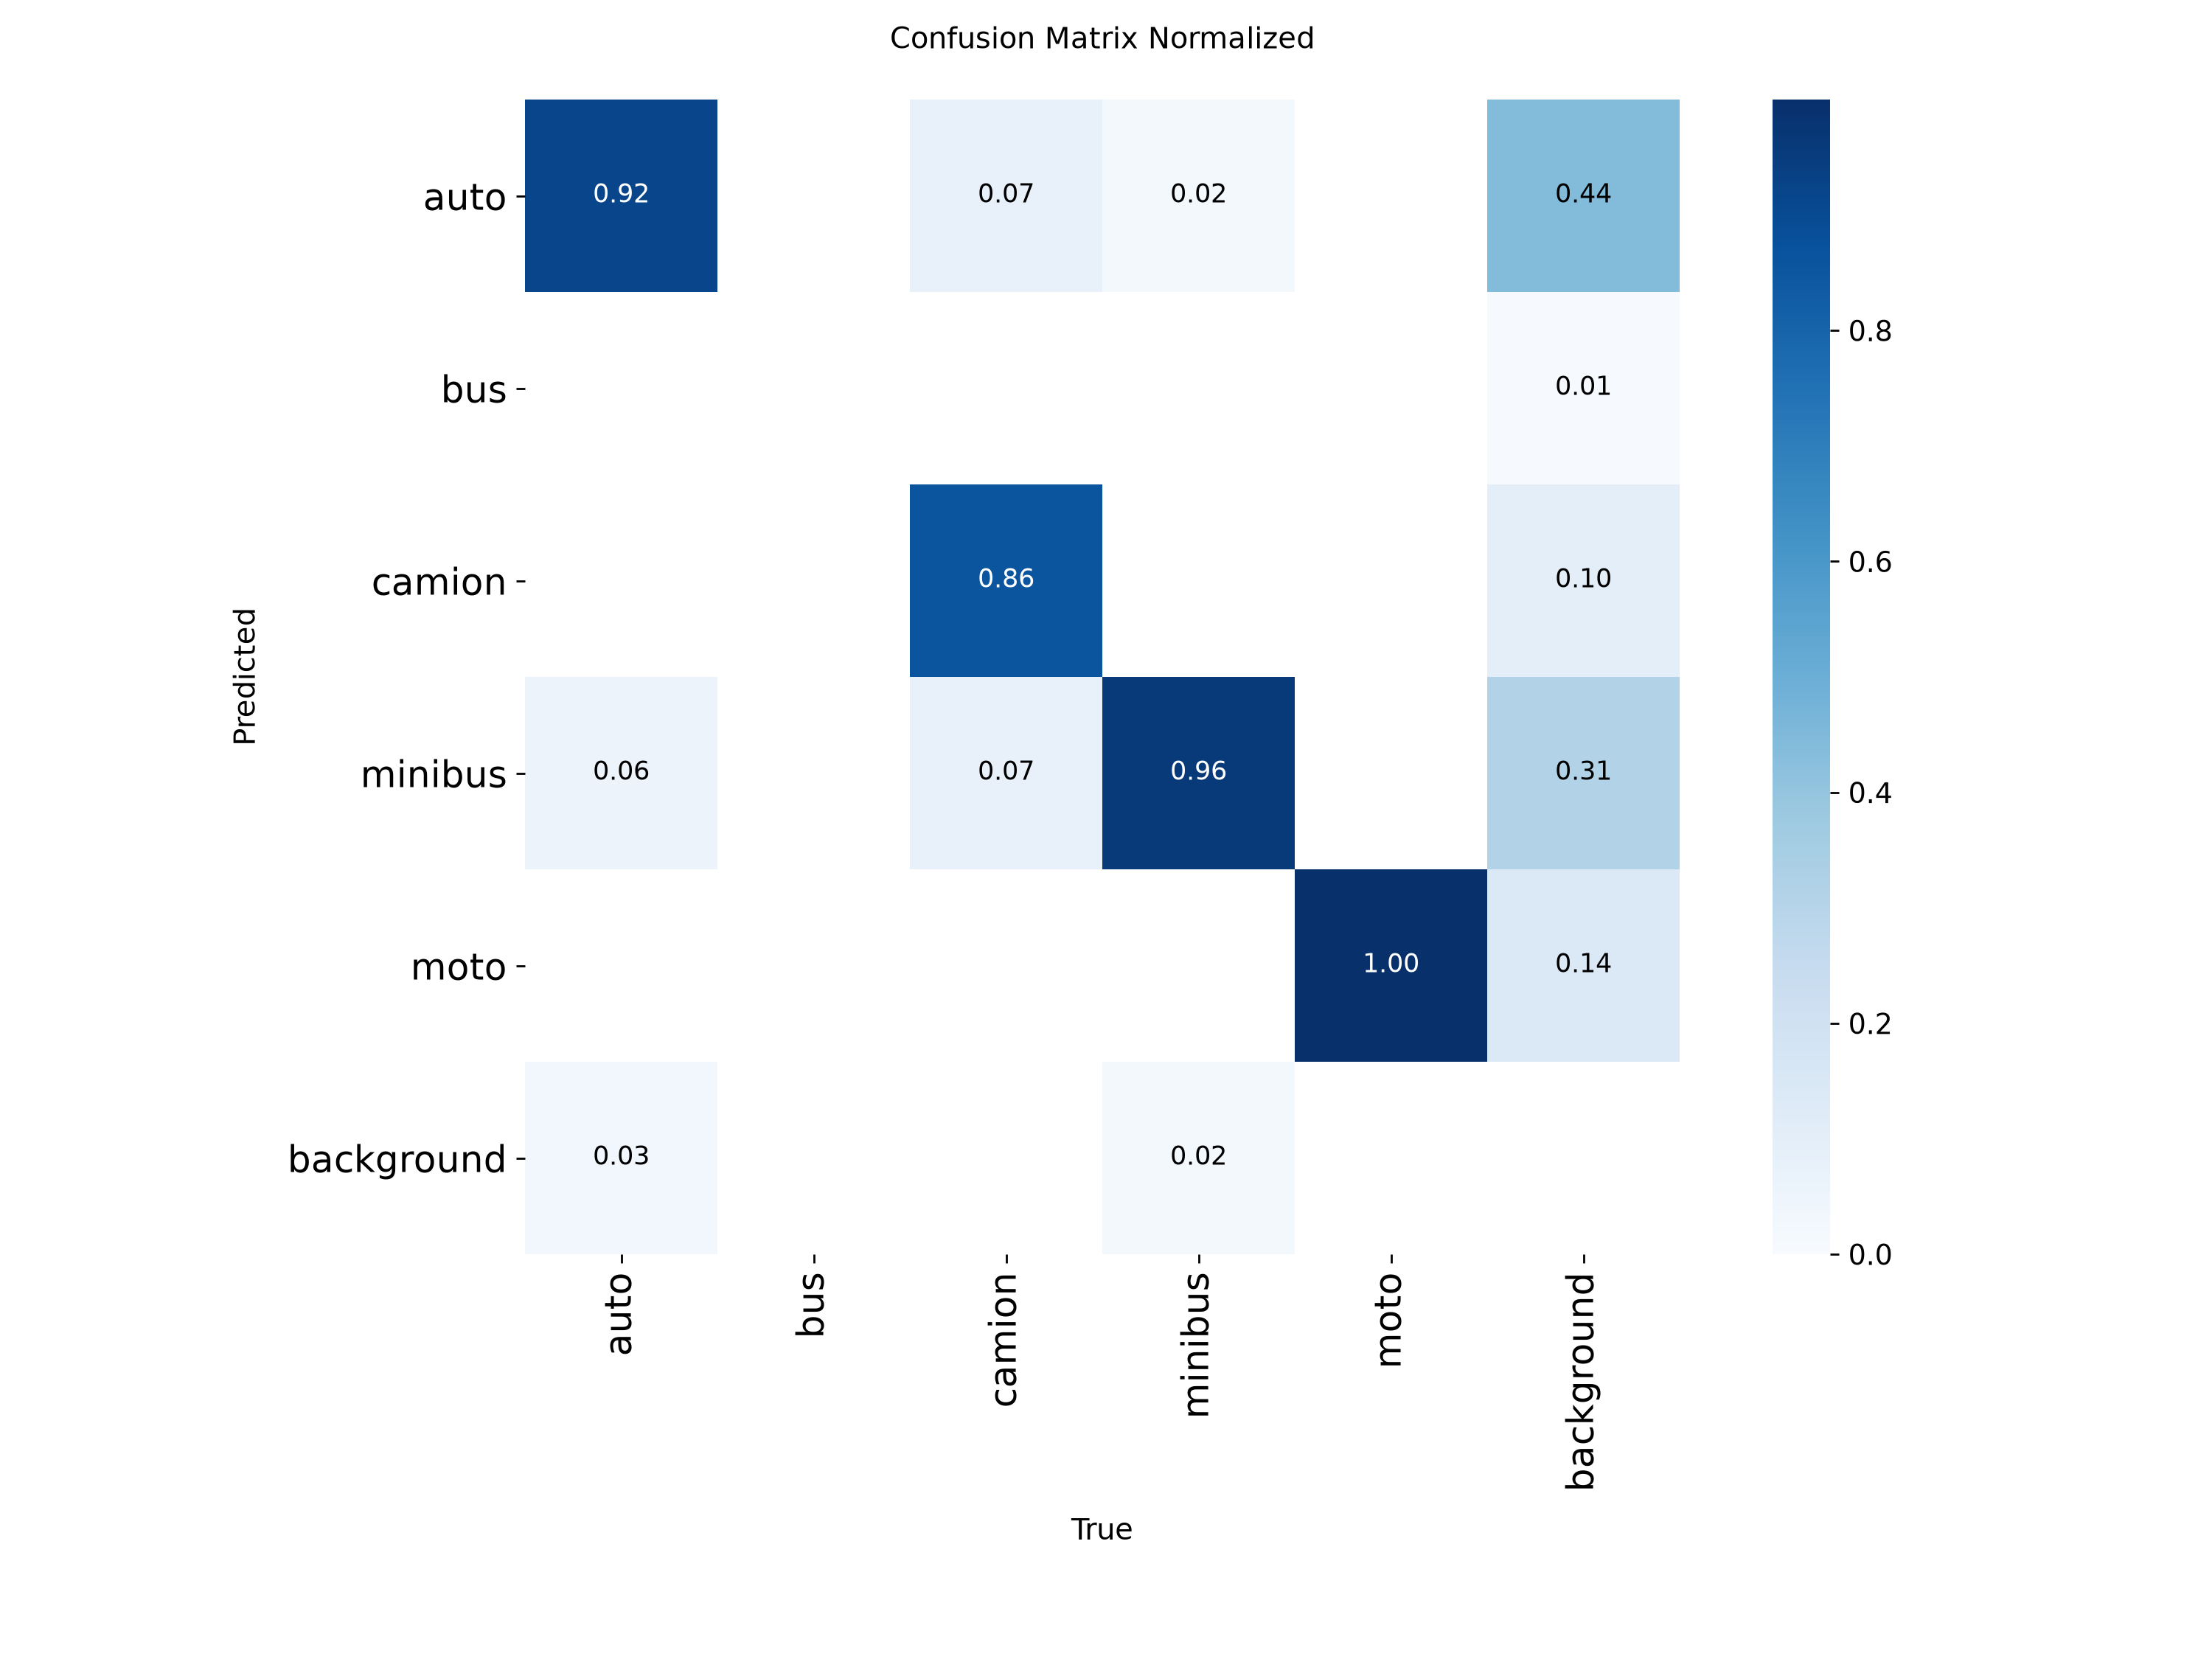 Confusion Matrix Normalized
auto
0.92
0.07
0.02
0.44
bus
0.01
camion
0.86
0.10
minibus
0.06
0.07
0.96
0.31
moto
1.00
0.14
background
0.03
0.02
Predicted
auto
bus
camion
minibus
moto
background
True
0.8
0.6
0.4
0.2
0.0